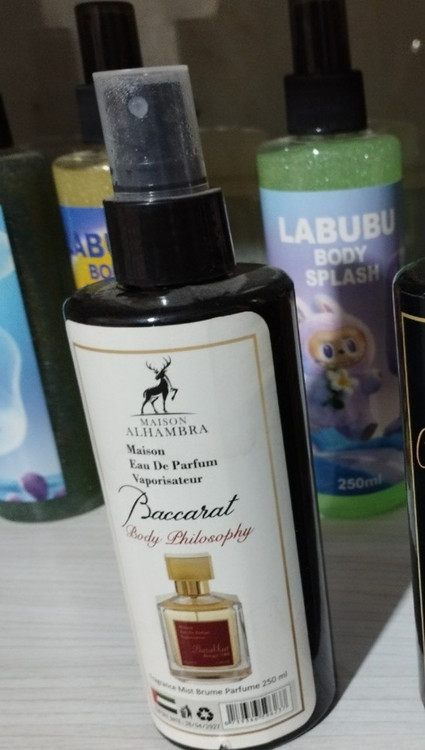 MAISON
ALHAMBRA
Maison
Eau De Parfum
Vaporisateur
Baccarat
Body Philosophy
Fragrance Mist Brume Parfume 250 ml
LABUBU
BODY
SPLASH
250ml